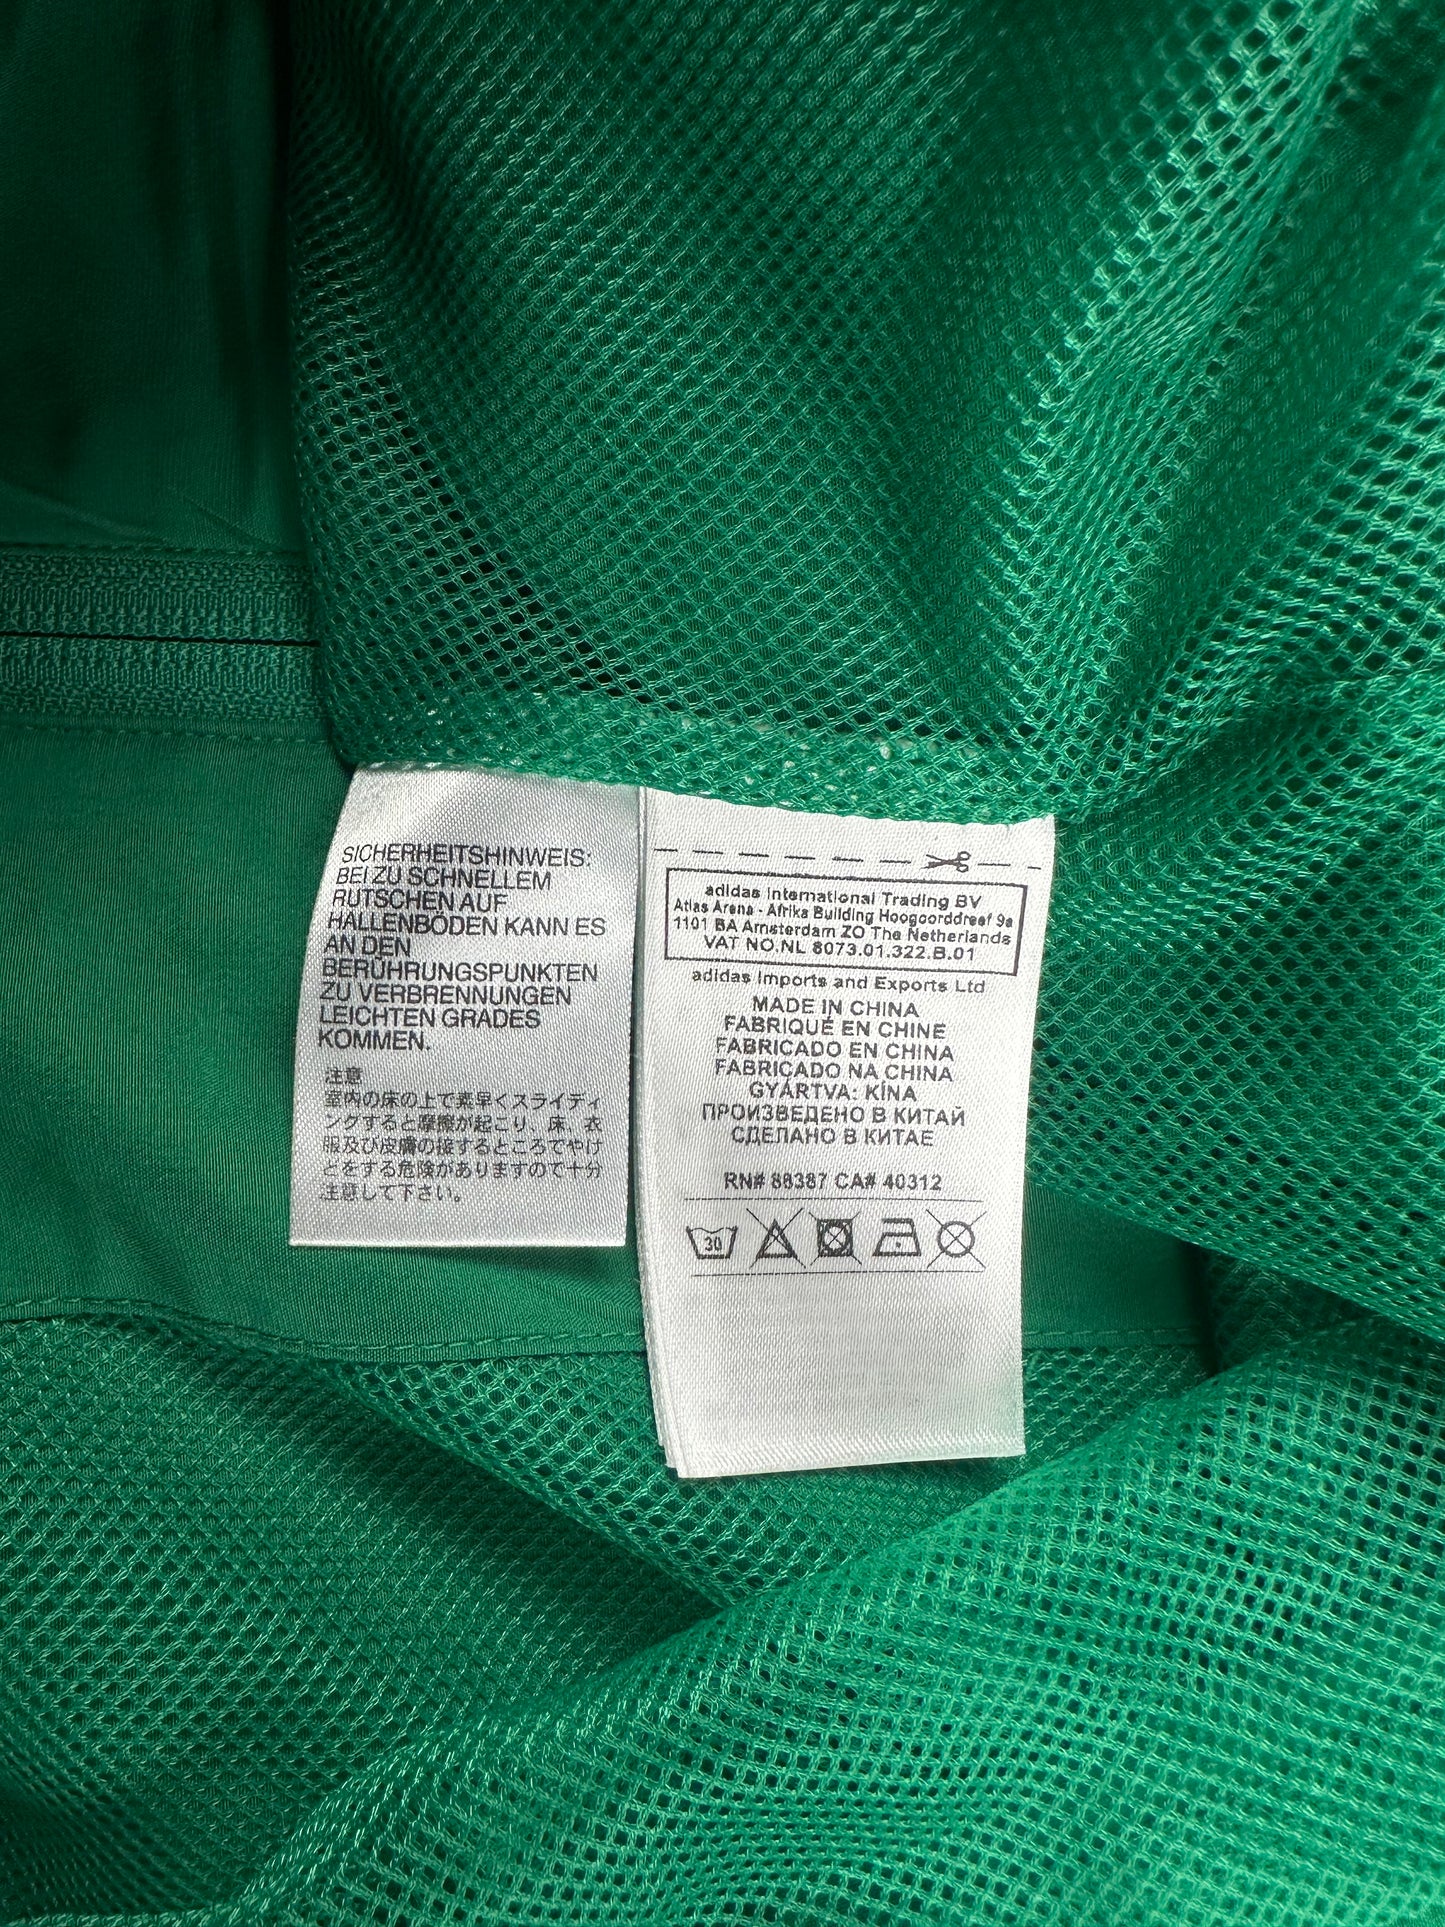 SICHERHEITSHINWEIS:
BEI ZU SCHNELLEM
RUTSCHEN AUF
HALLENBÖDEN KANN ES
AN DEN
BERÜHRUNGSPUNKTEN
ZU VERBRENNUNGEN
LEICHTEN GRADES
KOMMEN.
注意
室内の床の上で素早くスライディ
ングすると摩擦が起こり、床、衣
服及び皮膚の接するところでやけ
どをする危険がありますので十分
注意して下さい。
adidas International Trading BV
Atlas Arena - Afrika Building Hoogoorddreef 9a
1101 BA Amsterdam ZO The Netherlands
VAT NO.NL 8073.01.322.B.01
adidas Imports and Exports Ltd
MADE IN CHINA
FABRIQUÉ EN CHINE
FABRICADO EN CHINA
FABRICADO NA CHINA
GYÁRTVA: KÍNA
ПРОИЗВЕДЕНО В КИТАЙ
СДЕЛАНО В КИТАЕ
RN# 88387 CA# 40312
30